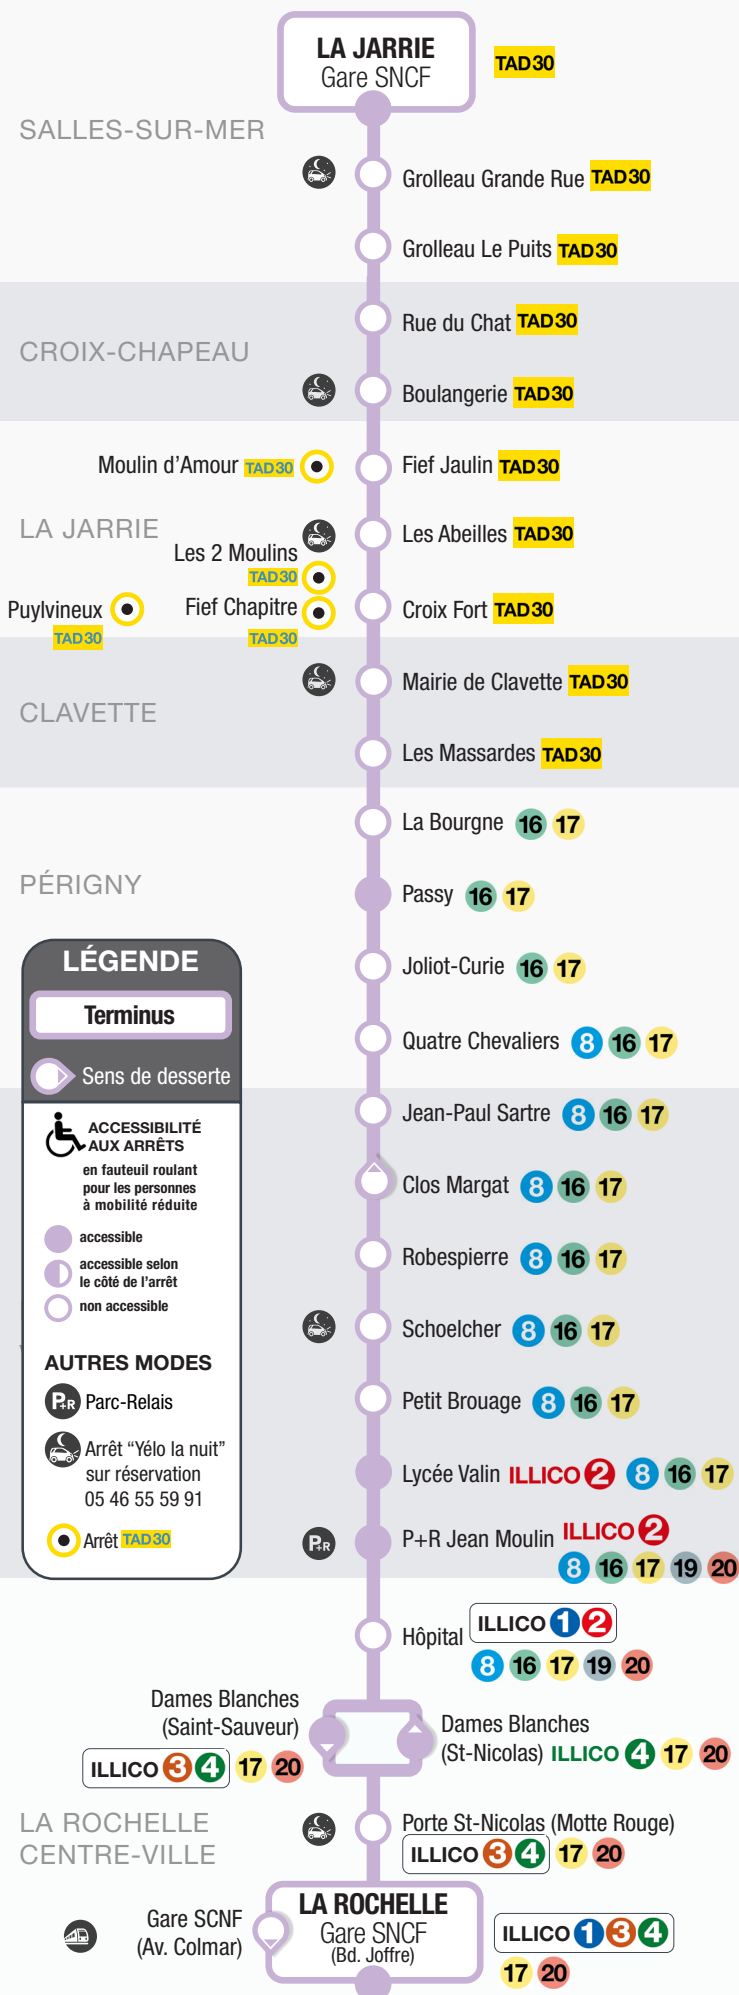 LA JARRIE
Gare SNCF
TAD30
SALLES-SUR-MER
Grolleau Grande Rue TAD30
Grolleau Le Puits TAD30
Rue du Chat TAD30
CROIX-CHAPEAU
Boulangerie TAD30
Moulin d'Amour TAD30
Fief Jaulin TAD30
LA JARRIE
Les Abeilles TAD30
Les 2 Moulins
TAD30
Puylvineux
TAD30
Fief Chapitre
TAD30
Croix Fort TAD30
Mairie de Clavette TAD30
CLAVETTE
Les Massardes TAD30
La Bourgne 16 17
PÉRIGNY
Passy 16 17
Joliot-Curie 16 17
Quatre Chevaliers 8 16 17
Jean-Paul Sartre 8 16 17
Clos Margat 8 16 17
Robespierre 8 16 17
Schoelcher 8 16 17
Petit Brouage 8 16 17
Lycée Valin ILLICO 2 8 16 17
P+R
P+R Jean Moulin ILLICO 2
8 16 17 19 20
Hôpital ILLICO 1 2
8 16 17 19 20
Dames Blanches
(Saint-Sauveur)
ILLICO 3 4 17 20
Dames Blanches
(St-Nicolas) ILLICO 4 17 20
LA ROCHELLE
CENTRE-VILLE
Porte St-Nicolas (Motte Rouge)
ILLICO 3 4 17 20
Gare SCNF
(Av. Colmar)
LA ROCHELLE
Gare SNCF
(Bd. Joffre)
ILLICO 1 3 4
17 20
LÉGENDE
Terminus
Sens de desserte
ACCESSIBILITÉ
AUX ARRÊTS
en fauteuil roulant
pour les personnes
à mobilité réduite
accessible
accessible selon
le côté de l'arrêt
non accessible
AUTRES MODES
P+R Parc-Relais
Arrêt "Yélo la nuit"
sur réservation
05 46 55 59 91
Arrêt TAD30